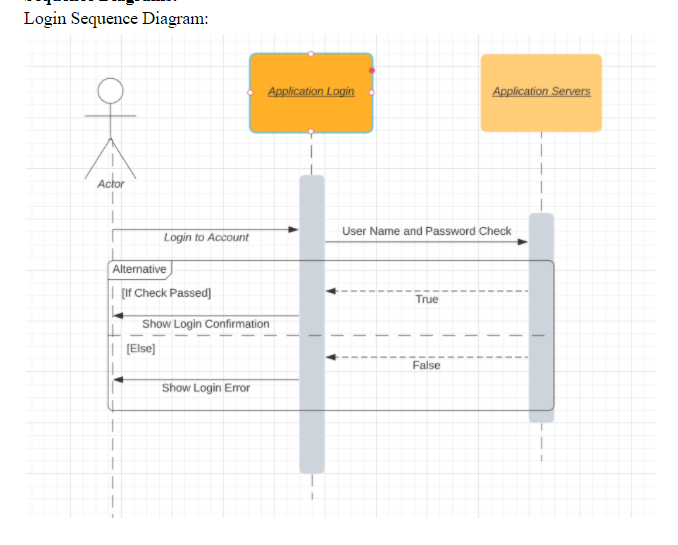 Login Sequence Diagram:
Application Login
Application Servers
Actor
Login to Account
User Name and Password Check
Alternative
[If Check Passed]
True
Show Login Confirmation
[Else]
False
Show Login Error